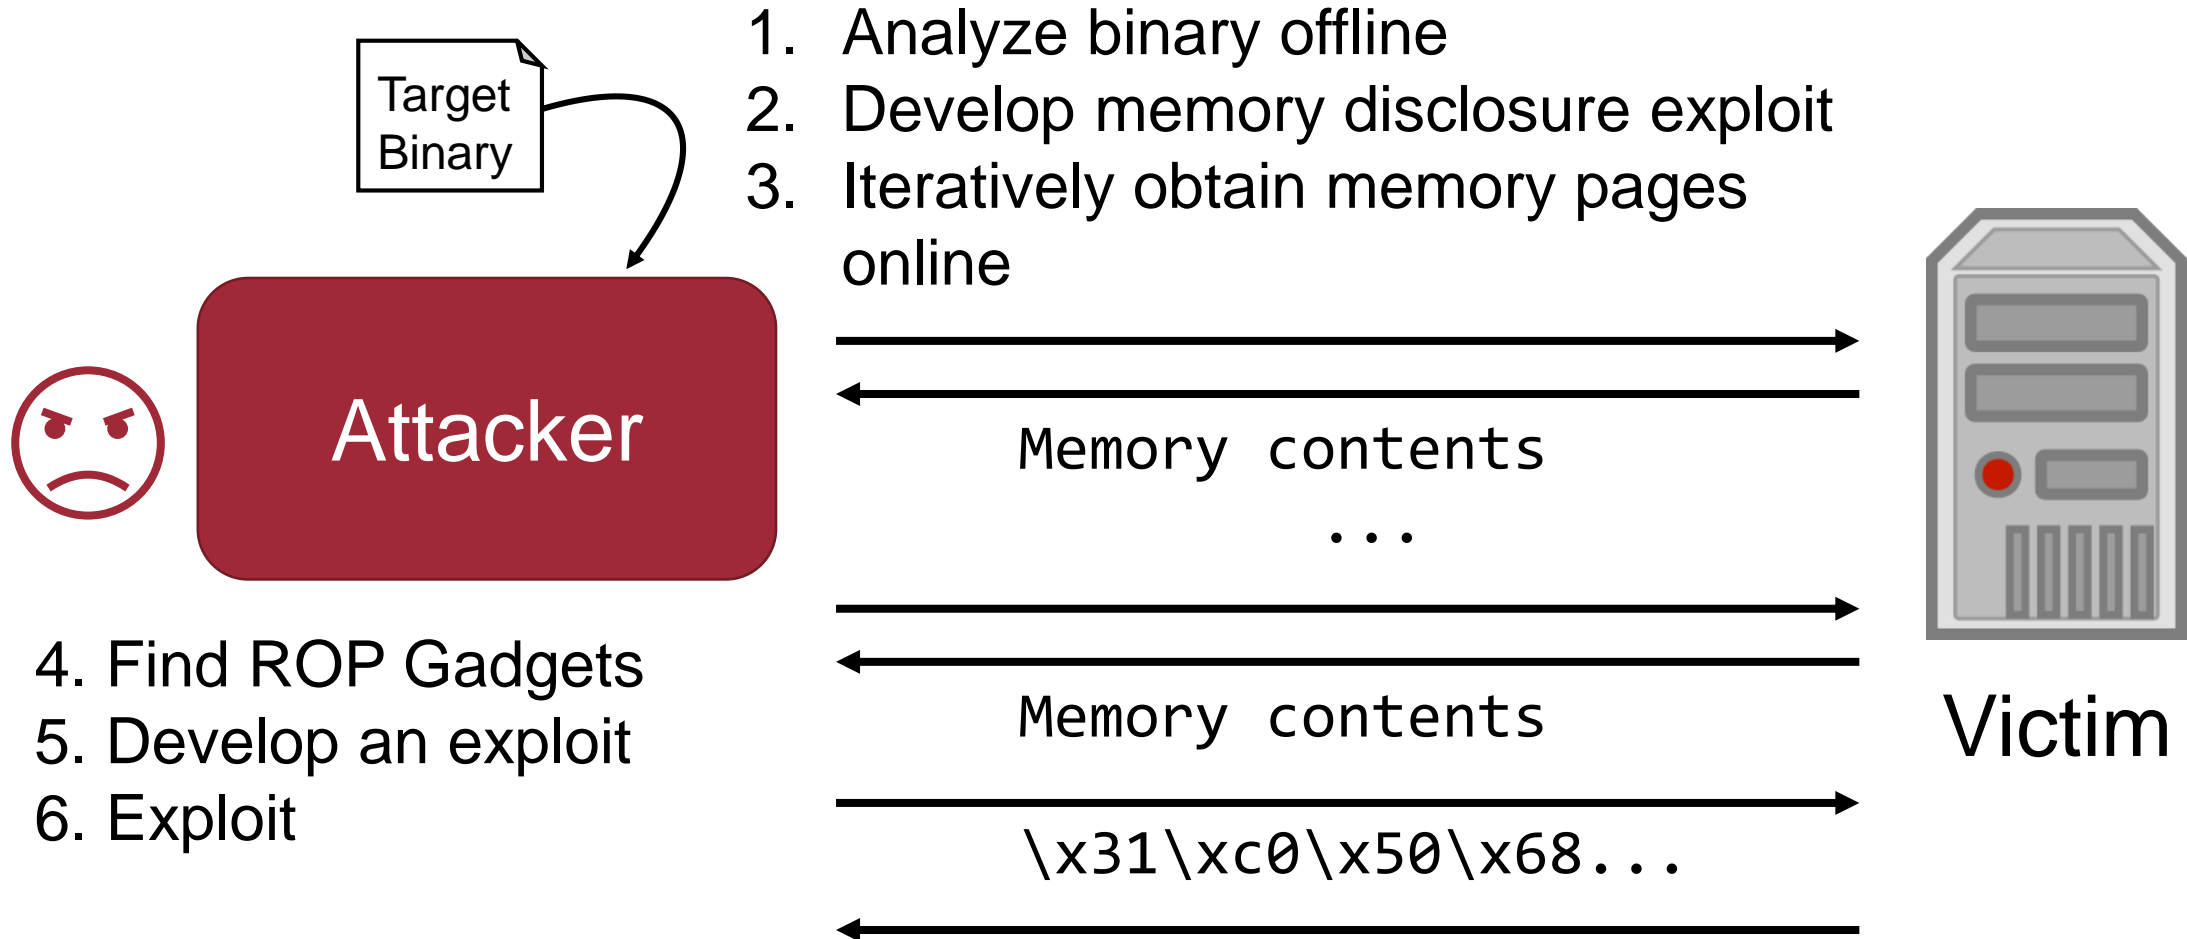 Target
Binary
1. Analyze binary offline
2. Develop memory disclosure exploit
3. Iteratively obtain memory pages
online
Attacker
Memory contents
...
4. Find ROP Gadgets
5. Develop an exploit
6. Exploit
Memory contents
\x31\xc0\x50\x68...
Victim